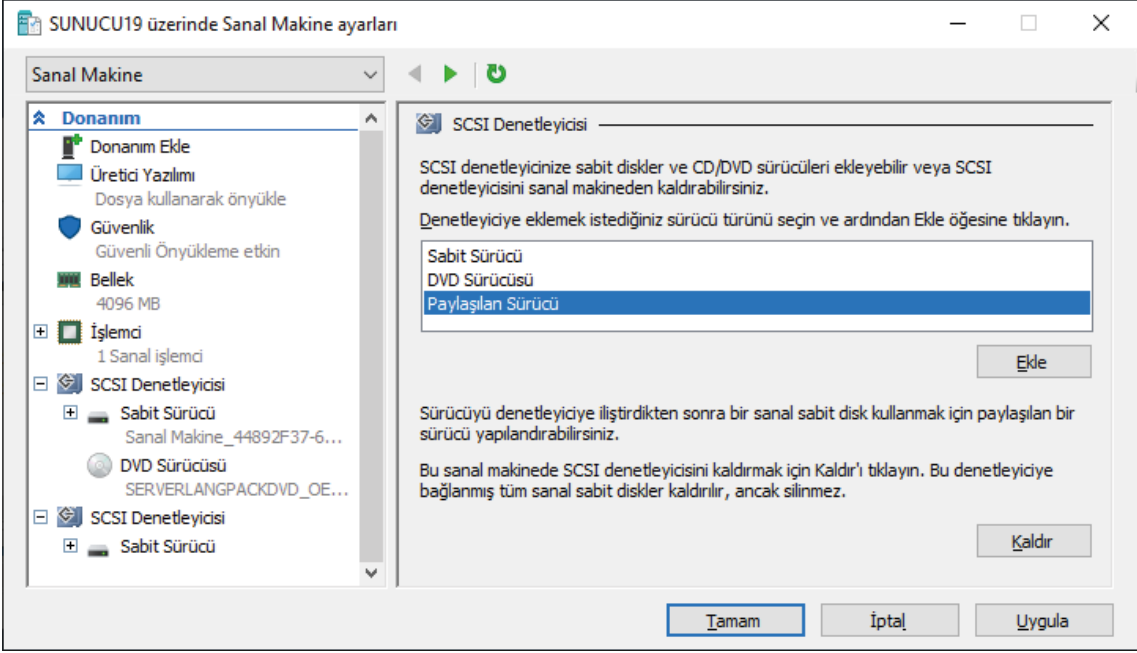 SUNUCU19 üzerinde Sanal Makine ayarları
Sanal Makine
Donanım
Donanım Ekle
Üretici Yazılımı
Dosya kullanarak önyükle
Güvenlik
Güvenli Önyükleme etkin
Bellek
4096 MB
İşlemci
1 Sanal işlemci
SCSI Denetleyicisi
Sabit Sürücü
Sanal Makine_44892F37-6...
DVD Sürücüsü
SERVERLANGPACKDVD_OE...
SCSI Denetleyicisi
Sabit Sürücü
SCSI Denetleyicisi
SCSI denetleyicinize sabit diskler ve CD/DVD sürücüleri ekleyebilir veya SCSI
denetleyicisini sanal makineden kaldırabilirsiniz.
Denetleyiciye eklemek istediğiniz sürücü türünü seçin ve ardından Ekle öğesine tıklayın.
Sabit Sürücü
DVD Sürücüsü
Paylaşılan Sürücü
Ekle
Sürücüyü denetleyiciye iliştirdikten sonra bir sanal sabit disk kullanmak için paylaşılan bir
sürücü yapılandırabilirsiniz.
Bu sanal makinede SCSI denetleyicisini kaldırmak için Kaldır'ı tıklayın. Bu denetleyiciye
bağlanmış tüm sanal sabit diskler kaldırılır, ancak silinmez.
Kaldır
Tamam
İptal
Uygula